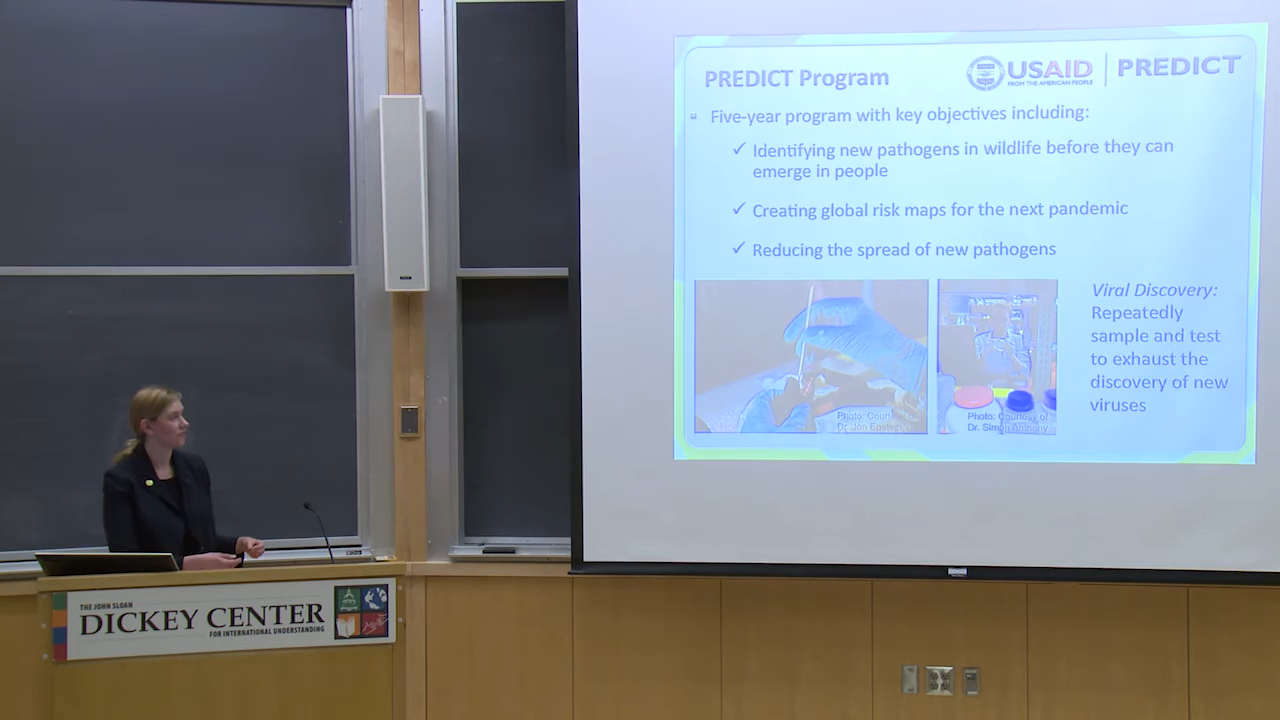 PREDICT Program
USAID
FROM THE AMERICAN PEOPLE
PREDICT
Five-year program with key objectives including:
✓ Identifying new pathogens in wildlife before they can
emerge in people
✓ Creating global risk maps for the next pandemic
✓ Reducing the spread of new pathogens
Viral Discovery:
Repeatedly
sample and test
to exhaust the
discovery of new
viruses
Photo: Courtesy of
Dr. Jon Epstein
Photo: Courtesy of
Dr. Simon Anthony
THE JOHN SLOAN
DICKEY CENTER
FOR INTERNATIONAL UNDERSTANDING